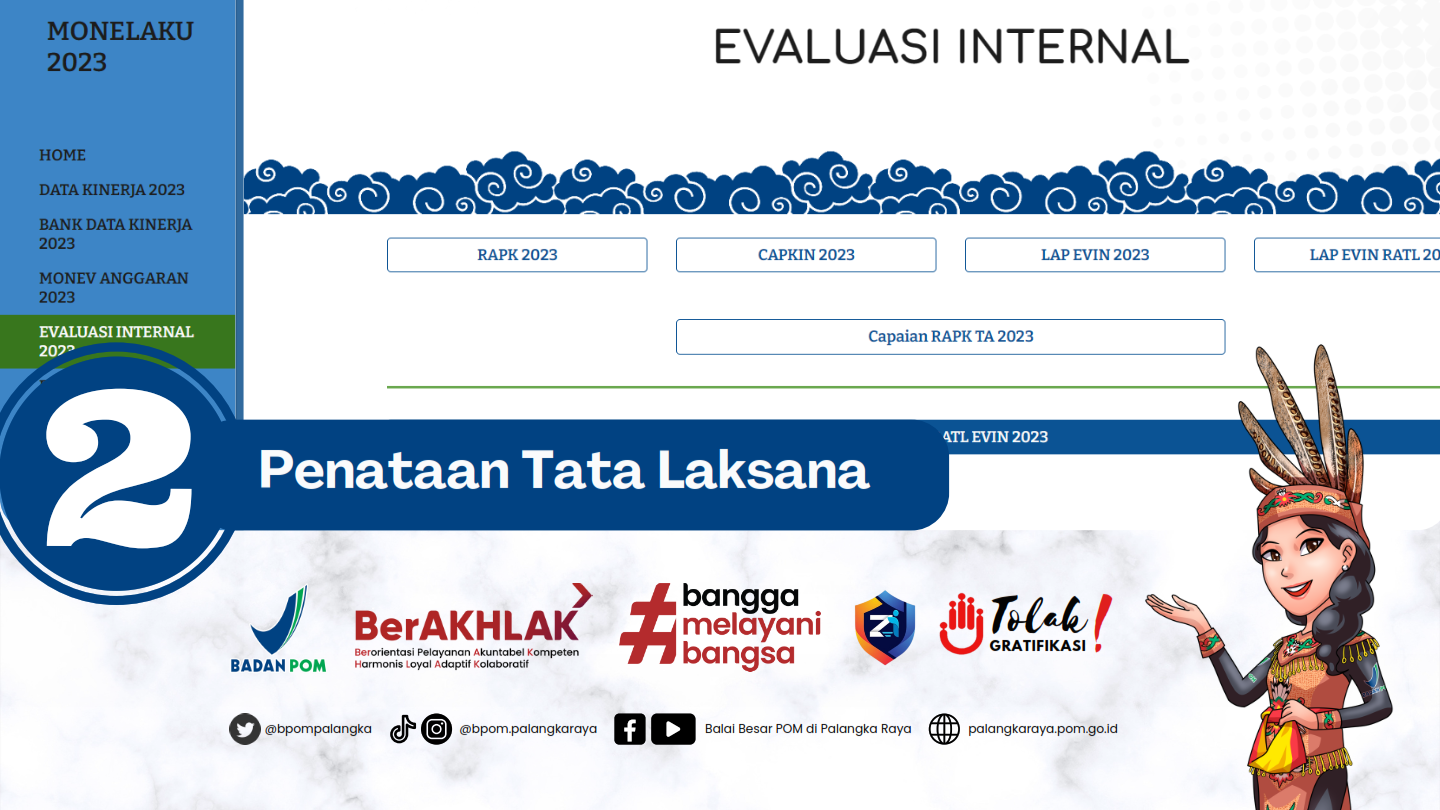 MONELAKU
2023
HOME
DATA KINERJA 2023
BANK DATA KINERJA
2023
MONEV ANGGARAN
2023
EVALUASI INTERNAL
2023
EVALUASI INTERNAL
RAPK 2023
CAPKIN 2023
LAP EVIN 2023
LAP EVIN RATL 20
Capaian RAPK TA 2023
ATL EVIN 2023
2
Penataan Tata Laksana
BADAN POM
BerAKHLAK
Berorientasi Pelayanan Akuntabel Kompeten
Harmonis Loyal Adaptif Kolaboratif
#bangga
melayani
bangsa
Z
Tolak!
GRATIFIKASI
@bpompalangka
@bpom.palangkaraya
Balai Besar POM di Palangka Raya
palangkaraya.pom.go.id